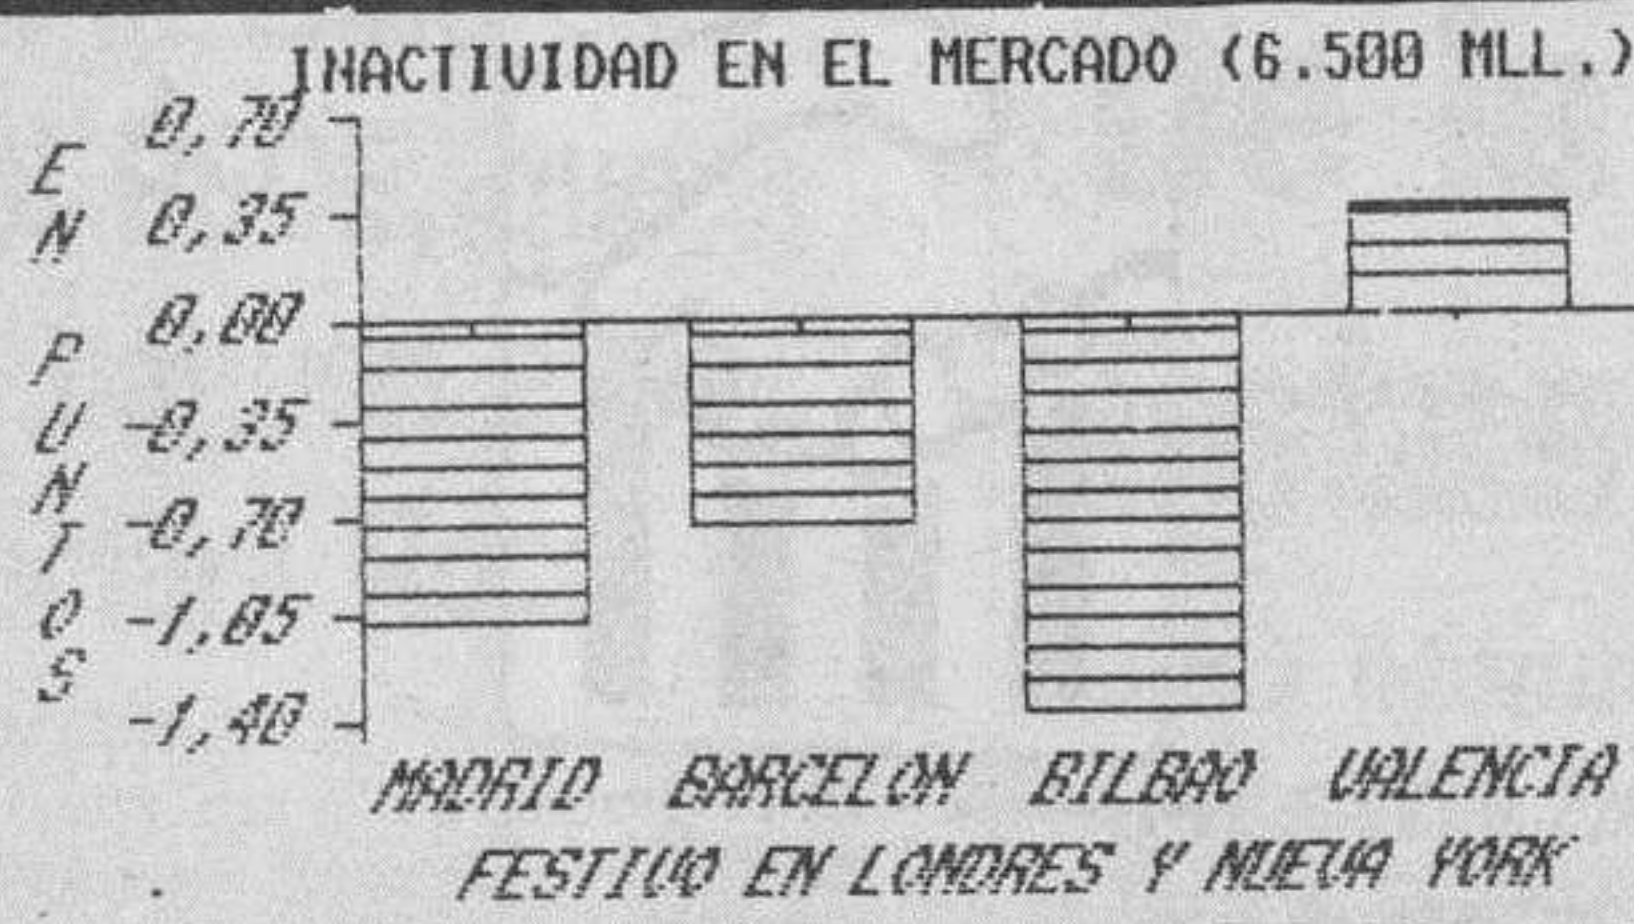 INACTIVIDAD EN EL MERCADO (6.500 MLL.)
EN PUNTOS
0,70
0,35
0,00
-0,35
-0,70
-1,05
-1,40
MADRID BARCELON BILBAO VALENCIA
FESTIVO EN LONDRES Y NUEVA YORK